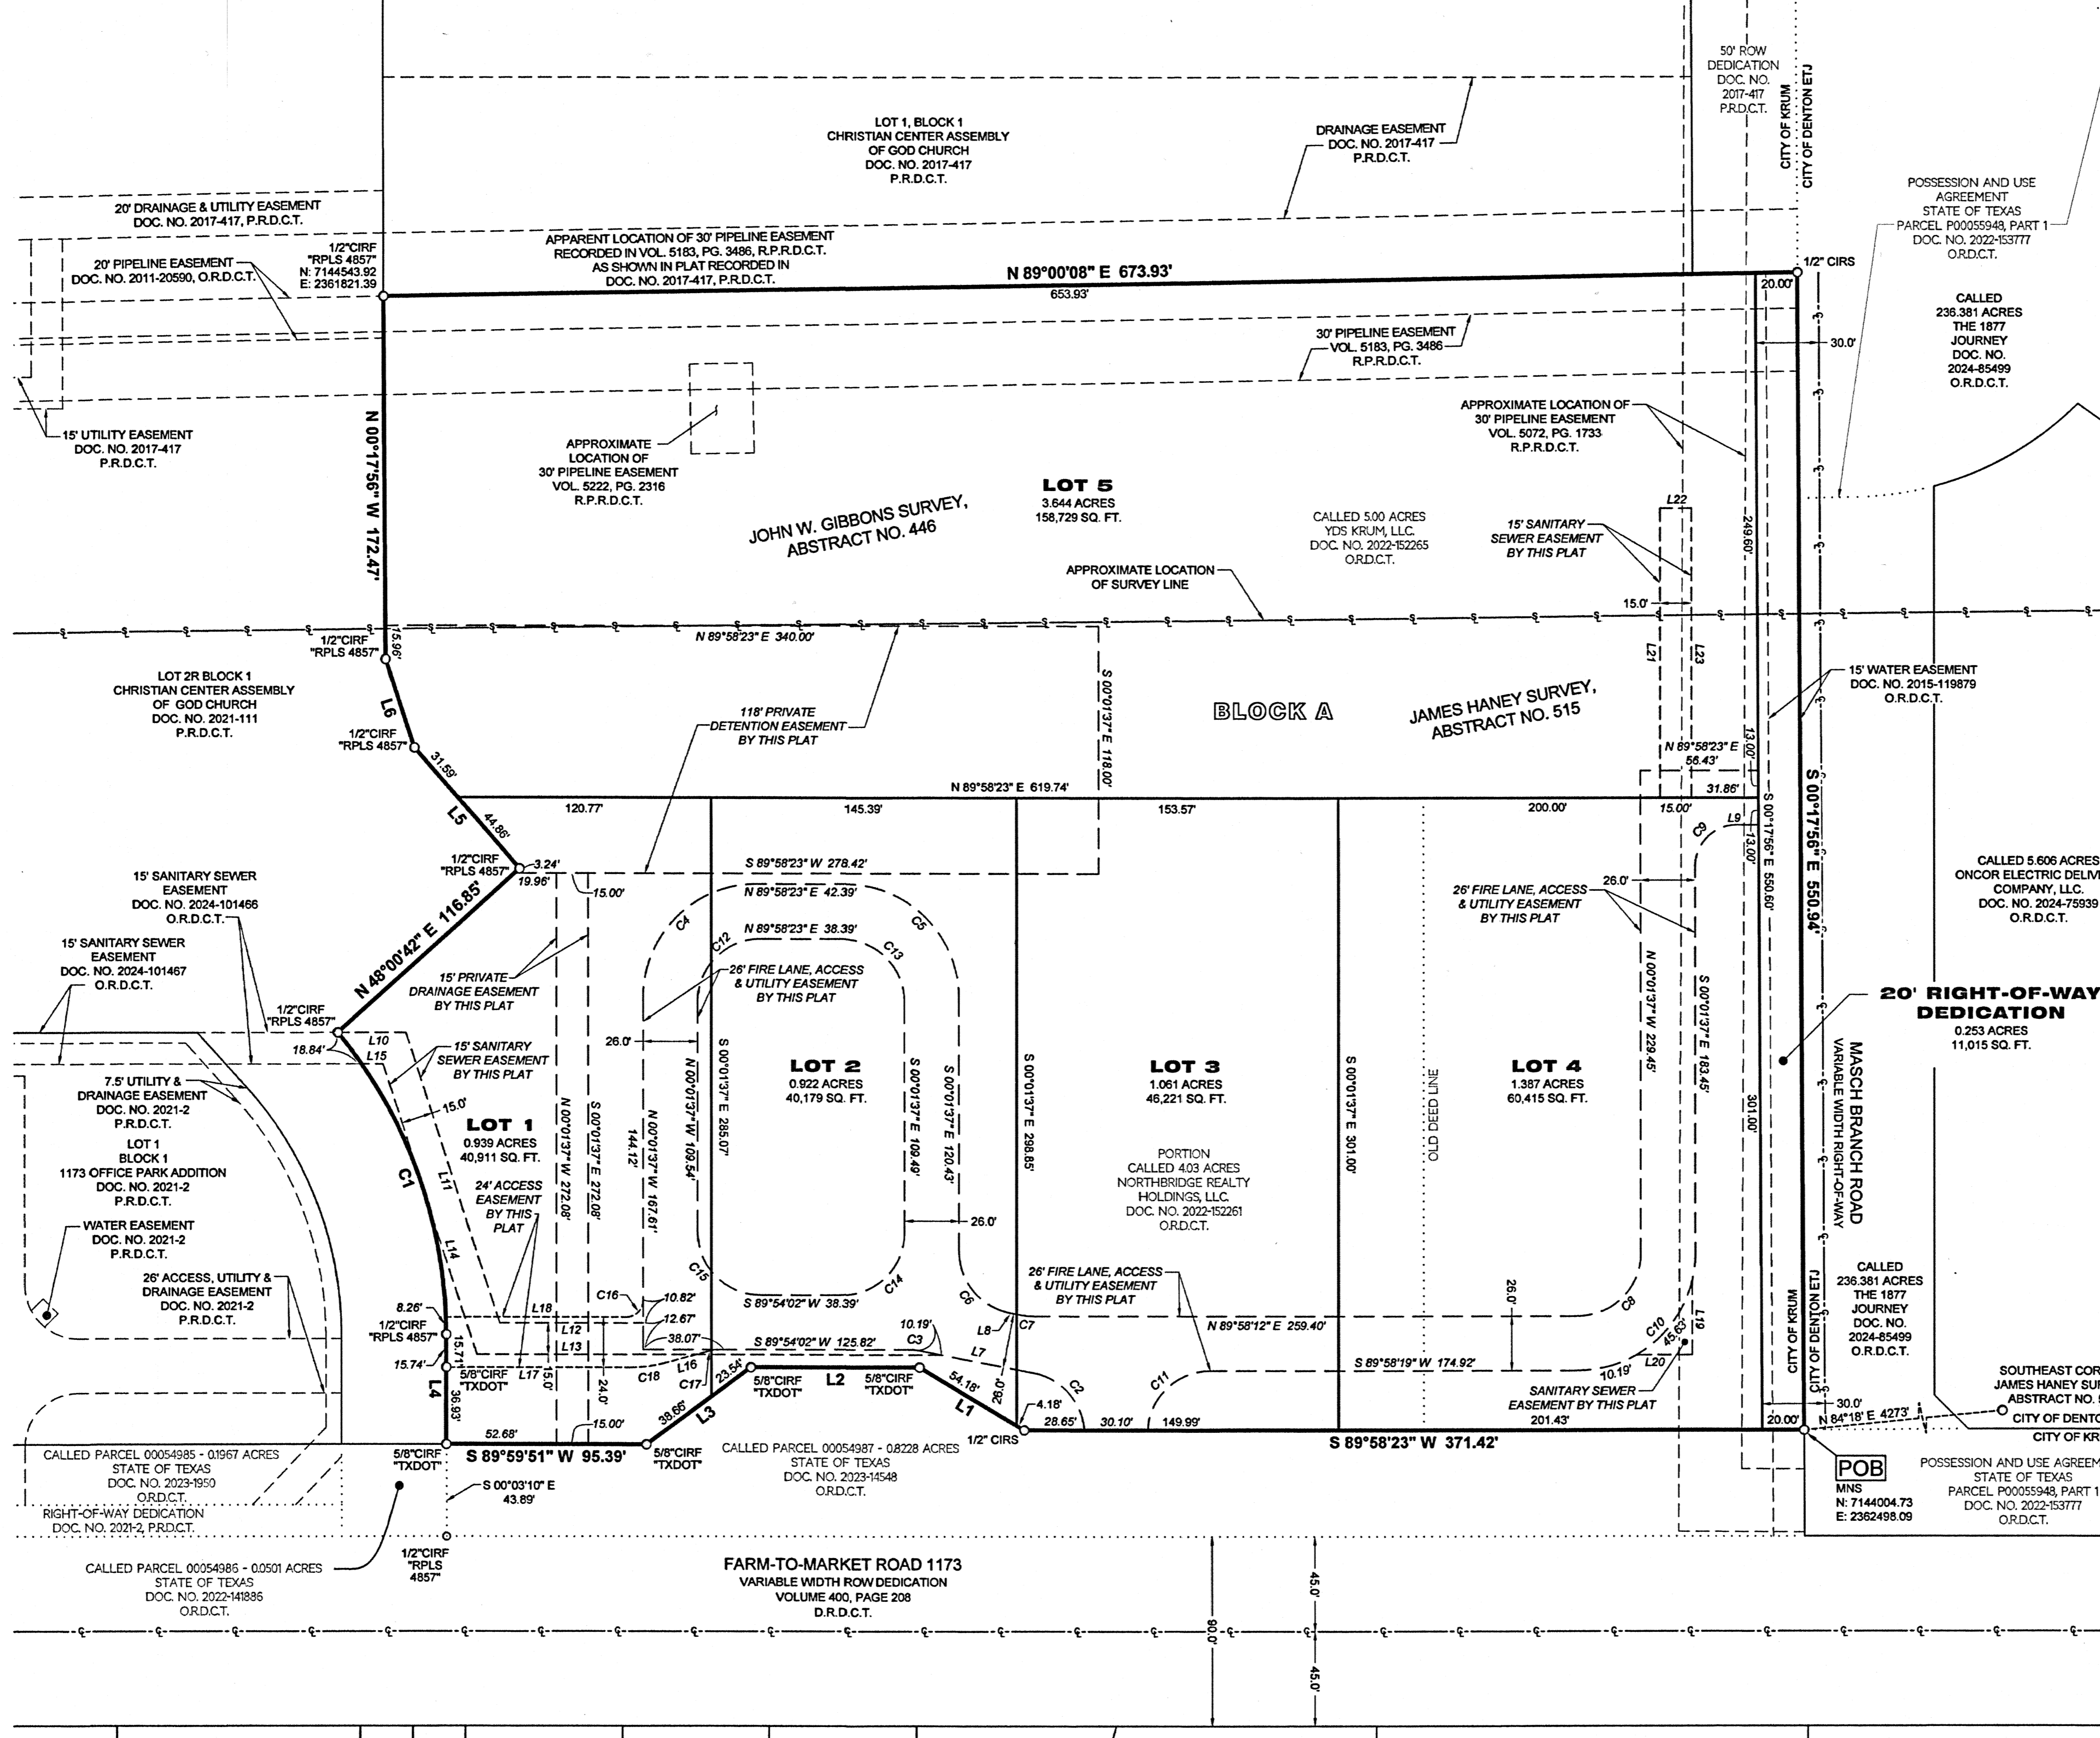 50' ROW
DEDICATION
DOC. NO.
2017-417
P.R.D.C.T.
CITY OF KRUM
CITY OF DENTON ETJ
LOT 1, BLOCK 1
CHRISTIAN CENTER ASSEMBLY
OF GOD CHURCH
DOC. NO. 2017-417
P.R.D.C.T.
DRAINAGE EASEMENT
DOC. NO. 2017-417
P.R.D.C.T.
POSSESSION AND USE
AGREEMENT
STATE OF TEXAS
PARCEL P00055948, PART 1
DOC. NO. 2022-153777
O.R.D.C.T.
20' DRAINAGE & UTILITY EASEMENT
DOC. NO. 2017-417, P.R.D.C.T.
1/2"CIRF
"RPLS 4857"
N: 7144543.92
E: 2361821.39
20' PIPELINE EASEMENT
DOC. NO. 2011-20590, O.R.D.C.T.
APPARENT LOCATION OF 30' PIPELINE EASEMENT
RECORDED IN VOL. 5183, PG. 3486, R.P.R.D.C.T.
AS SHOWN IN PLAT RECORDED IN
DOC. NO. 2017-417, P.R.D.C.T.
N 89°00'08" E 673.93'
653.93'
20.00'
1/2" CIRS
30.0'
CALLED
236.381 ACRES
THE 1877
JOURNEY
DOC. NO.
2024-85499
O.R.D.C.T.
30' PIPELINE EASEMENT
VOL. 5183, PG. 3486
R.P.R.D.C.T.
15' UTILITY EASEMENT
DOC. NO. 2017-417
P.R.D.C.T.
N 00°17'56" W 172.47'
APPROXIMATE
LOCATION OF
30' PIPELINE EASEMENT
VOL. 5222, PG. 2316
R.P.R.D.C.T.
APPROXIMATE LOCATION OF
30' PIPELINE EASEMENT
VOL. 5072, PG. 1733
R.P.R.D.C.T.
JOHN W. GIBBONS SURVEY,
ABSTRACT NO. 446
LOT 5
3.644 ACRES
158,729 SQ. FT.
CALLED 5.00 ACRES
YDS KRUM, LLC.
DOC. NO. 2022-152265
O.R.D.C.T.
L22
15' SANITARY
SEWER EASEMENT
BY THIS PLAT
249.60'
15.0'
APPROXIMATE LOCATION
OF SURVEY LINE
1/2"CIRF
"RPLS 4857"
15.96'
N 89°58'23" E 340.00'
L21
L23
15' WATER EASEMENT
DOC. NO. 2015-119879
O.R.D.C.T.
LOT 2R BLOCK 1
CHRISTIAN CENTER ASSEMBLY
OF GOD CHURCH
DOC. NO. 2021-111
P.R.D.C.T.
L6
1/2"CIRF
"RPLS 4857"
118' PRIVATE
DETENTION EASEMENT
BY THIS PLAT
S 00°01'37" E 118.00'
BLOCK A
JAMES HANEY SURVEY,
ABSTRACT NO. 515
N 89°58'23" E
56.43'
13.00'
31.59'
L5
44.86'
N 89°58'23" E 619.74'
120.77'
145.39'
153.57'
200.00'
15.00'
31.86'
L9
C9
13.00'
S 00°17'56" E 550.60'
S 00°17'56" E 550.94'
1/2"CIRF
"RPLS 4857"
3.24'
19.96'
15.00'
S 89°58'23" W 278.42'
N 89°58'23" E 42.39'
C4
C5
C12
N 89°58'23" E 38.39'
C13
26.0'
26' FIRE LANE, ACCESS
& UTILITY EASEMENT
BY THIS PLAT
CALLED 5.606 ACRES
ONCOR ELECTRIC DELIV
COMPANY, LLC.
DOC. NO. 2024-75939
O.R.D.C.T.
15' SANITARY SEWER
EASEMENT
DOC. NO. 2024-101466
O.R.D.C.T.
15' SANITARY SEWER
EASEMENT
DOC. NO. 2024-101467
O.R.D.C.T.
N 48°00'42" E 116.85'
15' PRIVATE
DRAINAGE EASEMENT
BY THIS PLAT
26' FIRE LANE, ACCESS
& UTILITY EASEMENT
BY THIS PLAT
N 00°01'37" W 229.45'
S 00°01'37" E 183.45'
20' RIGHT-OF-WAY
DEDICATION
0.253 ACRES
11,015 SQ. FT.
1/2"CIRF
"RPLS 4857"
18.84'
L10
L15
15' SANITARY
SEWER EASEMENT
BY THIS PLAT
15.0'
26.0'
7.5' UTILITY &
DRAINAGE EASEMENT
DOC. NO. 2021-2
P.R.D.C.T.
LOT 1
BLOCK 1
1173 OFFICE PARK ADDITION
DOC. NO. 2021-2
P.R.D.C.T.
WATER EASEMENT
DOC. NO. 2021-2
P.R.D.C.T.
26' ACCESS, UTILITY &
DRAINAGE EASEMENT
DOC. NO. 2021-2
P.R.D.C.T.
C1
L11
L14
LOT 1
0.939 ACRES
40,911 SQ. FT.
24' ACCESS
EASEMENT
BY THIS
PLAT
N 00°01'37" W 272.08'
S 00°01'37" E 272.08'
144.12'
N 00°01'37" W 167.61'
N 00°01'37" W 109.54'
S 00°01'37" E 285.07'
LOT 2
0.922 ACRES
40,179 SQ. FT.
S 00°01'37" E 109.49'
S 00°01'37" E 120.43'
26.0'
S 00°01'37" E 298.85'
LOT 3
1.061 ACRES
46,221 SQ. FT.
PORTION
CALLED 4.03 ACRES
NORTHBRIDGE REALTY
HOLDINGS, LLC.
DOC. NO. 2022-152261
O.R.D.C.T.
S 00°01'37" E 301.00'
OLD DEED LINE
LOT 4
1.387 ACRES
60,415 SQ. FT.
301.00'
MASCH BRANCH ROAD
VARIABLE WIDTH RIGHT-OF-WAY
C15
C14
S 89°54'02" W 38.39'
C16
10.82'
12.67'
38.07'
L18
L12
L13
8.26'
1/2"CIRF
"RPLS 4857"
15.71'
15.74'
5/8"CIRF
"TXDOT"
L4
36.93'
L17
15.0'
24.0'
C18
L16
C17
S 89°54'02" W 125.82'
C3
10.19'
L7
L8
C6
C7
26' FIRE LANE, ACCESS
& UTILITY EASEMENT
BY THIS PLAT
N 89°58'12" E 259.40'
26.0'
S 89°58'19" W 174.92'
C8
C10
45.63'
L19
L20
10.19'
SANITARY SEWER
EASEMENT BY THIS PLAT
CITY OF KRUM
CITY OF DENTON ETJ
CALLED
236.381 ACRES
THE 1877
JOURNEY
DOC. NO.
2024-85499
O.R.D.C.T.
SOUTHEAST COR
JAMES HANEY SU
ABSTRACT NO.
CITY OF DENTO
CITY OF KR
23.54'
38.66'
L3
5/8"CIRF
"TXDOT"
L2
5/8"CIRF
"TXDOT"
54.18'
L1
26.0'
C2
C11
4.18'
28.65'
30.10'
149.99'
201.43'
20.00'
30.0'
N 84°18' E 4273'
1/2" CIRS
S 89°58'23" W 371.42'
52.68'
15.00'
S 89°59'51" W 95.39'
5/8"CIRF
"TXDOT"
5/8"CIRF
"TXDOT"
S 00°03'10" E
43.89'
CALLED PARCEL 00054985 - 0.1967 ACRES
STATE OF TEXAS
DOC. NO. 2023-1950
O.R.D.C.T.
RIGHT-OF-WAY DEDICATION
DOC. NO. 2021-2, P.R.D.C.T.
CALLED PARCEL 00054987 - 0.8228 ACRES
STATE OF TEXAS
DOC. NO. 2023-14548
O.R.D.C.T.
POB
MNS
N: 7144004.73
E: 2362498.09
POSSESSION AND USE AGREEM
STATE OF TEXAS
PARCEL P00055948, PART 1
DOC. NO. 2022-153777
O.R.D.C.T.
CALLED PARCEL 00054986 - 0.0501 ACRES
STATE OF TEXAS
DOC. NO. 2022-141886
O.R.D.C.T.
1/2"CIRF
"RPLS
4857"
FARM-TO-MARKET ROAD 1173
VARIABLE WIDTH ROW DEDICATION
VOLUME 400, PAGE 208
D.R.D.C.T.
45.0'
90.0'
45.0'